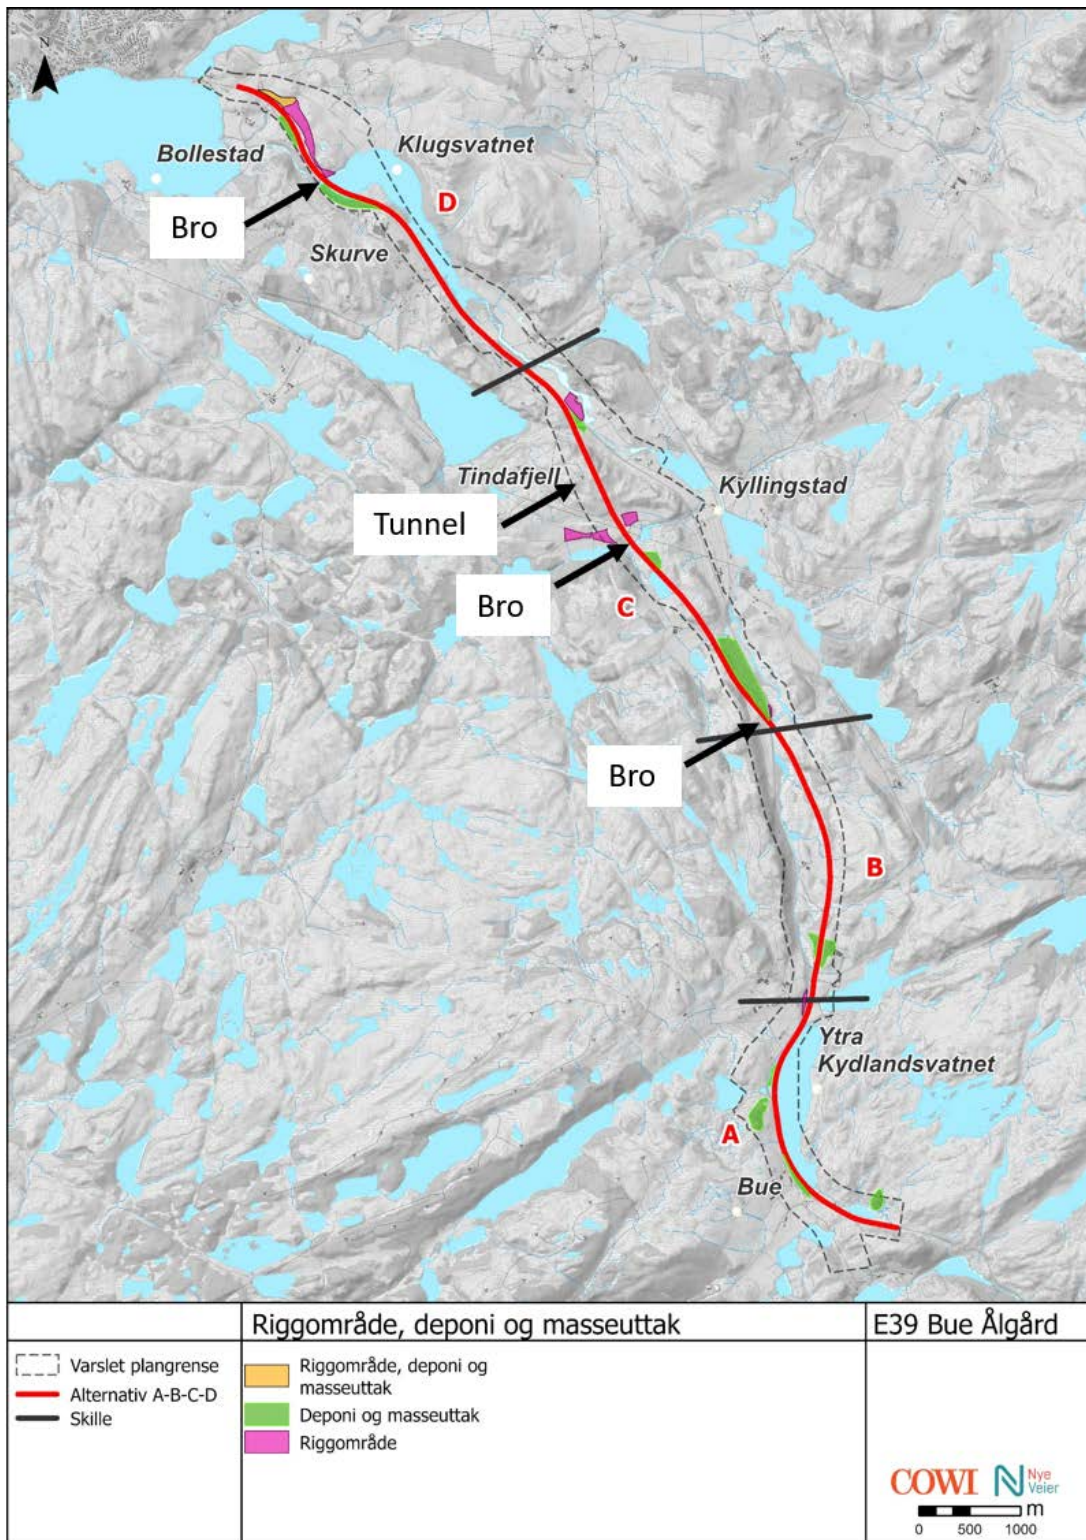 N
Klugsvatnet
Bollestad
D
Bro
Skurve
Tindafjell
Kyllingstad
Tunnel
Bro
C
Bro
B
Ytra
Kydlandsvatnet
A
Bue
Riggområde, deponi og masseuttak
E39 Bue Ålgård
Varslet plangrense
Alternativ A-B-C-D
Skille
Riggområde, deponi og
masseuttak
Deponi og masseuttak
Riggområde
COWI
Nye
Veier
m
0 500 1000